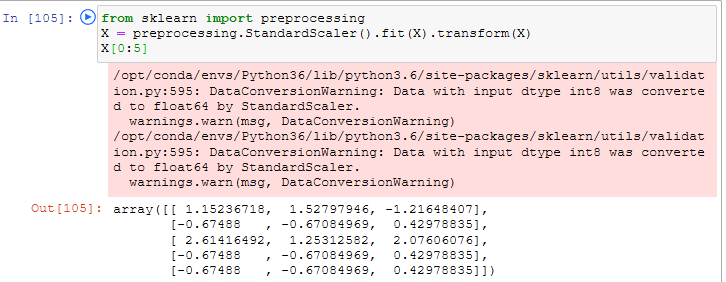 In [105]: from sklearn import preprocessing
X = preprocessing.StandardScaler().fit(X).transform(X)
X[0:5]
/opt/conda/envs/Python36/lib/python3.6/site-packages/sklearn/utils/validat
ion.py:595: DataConversionWarning: Data with input dtype int8 was converte
d to float64 by StandardScaler.
  warnings.warn(msg, DataConversionWarning)
/opt/conda/envs/Python36/lib/python3.6/site-packages/sklearn/utils/validat
ion.py:595: DataConversionWarning: Data with input dtype int8 was converte
d to float64 by StandardScaler.
  warnings.warn(msg, DataConversionWarning)
Out[105]: array([[ 1.15236718,  1.52797946, -1.21648407],
       [-0.67488   , -0.67084969,  0.42978835],
       [ 2.61416492,  1.25312582,  2.07606076],
       [-0.67488   , -0.67084969,  0.42978835],
       [-0.67488   , -0.67084969,  0.42978835]])